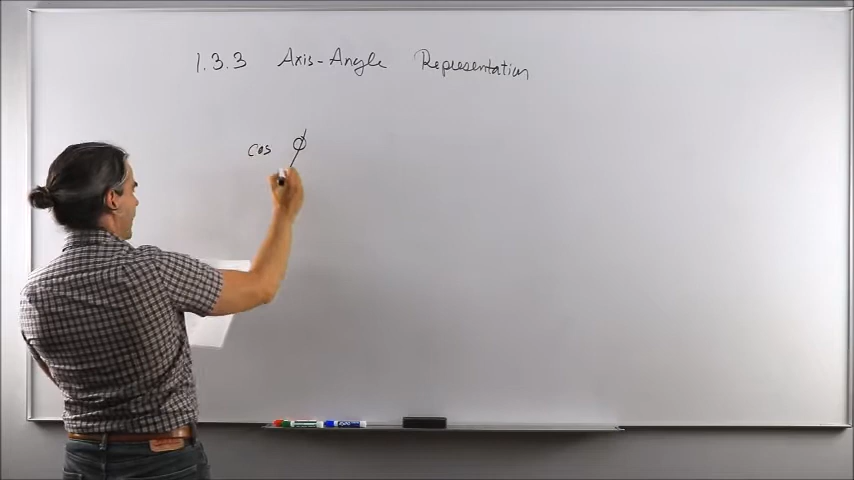 1.3.3 Axis-Angle Representation
cos ϕ